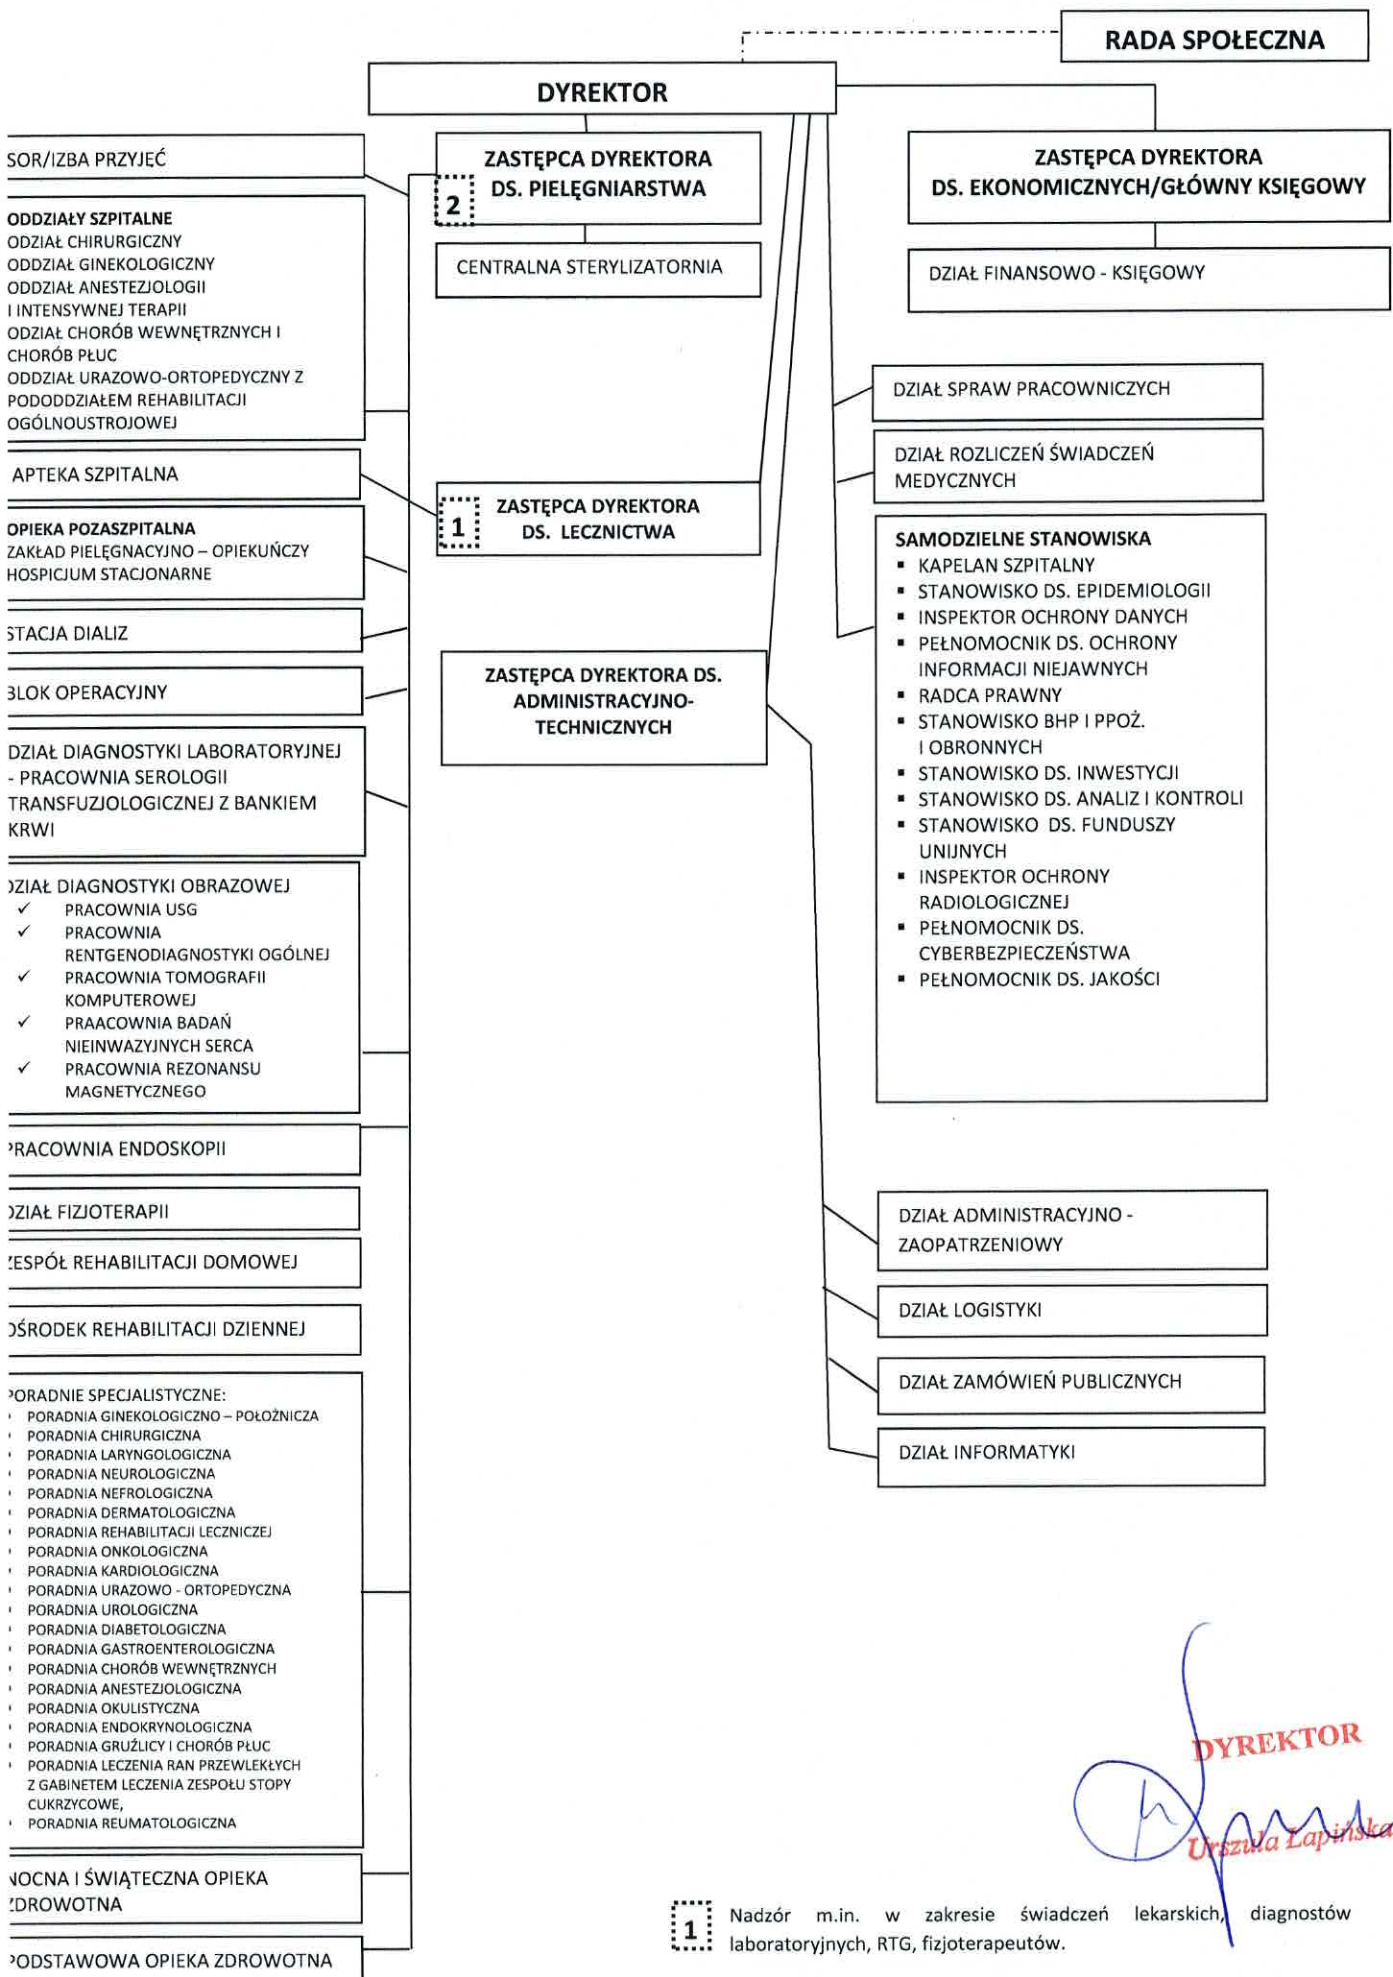 RADA SPOŁECZNA
DYREKTOR
ZASTĘPCA DYREKTORA
DS. PIELĘGNIARSTWA
2
CENTRALNA STERYLIZATORNIA
ZASTĘPCA DYREKTORA
DS. EKONOMICZNYCH/GŁÓWNY KSIĘGOWY
DZIAŁ FINANSOWO - KSIĘGOWY
SOR/IZBA PRZYJĘĆ
ODDZIAŁY SZPITALNE
ODZIAŁ CHIRURGICZNY
ODDZIAŁ GINEKOLOGICZNY
ODDZIAŁ ANESTEZJOLOGII
I INTENSYWNEJ TERAPII
ODZIAŁ CHORÓB WEWNĘTRZNYCH I
CHORÓB PŁUC
ODDZIAŁ URAZOWO-ORTOPEDYCZNY Z
PODODDZIAŁEM REHABILITACJI
OGÓLNOUSTROJOWEJ
APTEKA SZPITALNA
OPIEKA POZASZPITALNA
ZAKŁAD PIELĘGNACYJNO – OPIEKUŃCZY
HOSPICJUM STACJONARNE
STACJA DIALIZ
BLOK OPERACYJNY
DZIAŁ DIAGNOSTYKI LABORATORYJNEJ
- PRACOWNIA SEROLOGII
TRANSFUZJOLOGICZNEJ Z BANKIEM
KRWI
DZIAŁ DIAGNOSTYKI OBRAZOWEJ
✓ PRACOWNIA USG
✓ PRACOWNIA
RENTGENODIAGNOSTYKI OGÓLNEJ
✓ PRACOWNIA TOMOGRAFII
KOMPUTEROWEJ
✓ PRAACOWNIA BADAŃ
NIEINWAZYJNYCH SERCA
✓ PRACOWNIA REZONANSU
MAGNETYCZNEGO
PRACOWNIA ENDOSKOPII
DZIAŁ FIZJOTERAPII
ZESPÓŁ REHABILITACJI DOMOWEJ
OŚRODEK REHABILITACJI DZIENNEJ
PORADNIE SPECJALISTYCZNE:
PORADNIA GINEKOLOGICZNO – POŁOŻNICZA
PORADNIA CHIRURGICZNA
PORADNIA LARYNGOLOGICZNA
PORADNIA NEUROLOGICZNA
PORADNIA NEFROLOGICZNA
PORADNIA DERMATOLOGICZNA
PORADNIA REHABILITACJI LECZNICZEJ
PORADNIA ONKOLOGICZNA
PORADNIA KARDIOLOGICZNA
PORADNIA URAZOWO - ORTOPEDYCZNA
PORADNIA UROLOGICZNA
PORADNIA DIABETOLOGICZNA
PORADNIA GASTROENTEROLOGICZNA
PORADNIA CHORÓB WEWNĘTRZNYCH
PORADNIA ANESTEZJOLOGICZNA
PORADNIA OKULISTYCZNA
PORADNIA ENDOKRYNOLOGICZNA
PORADNIA GRUŹLICY I CHORÓB PŁUC
PORADNIA LECZENIA RAN PRZEWLEKŁYCH
Z GABINETEM LECZENIA ZESPOŁU STOPY
CUKRZYCOWE,
PORADNIA REUMATOLOGICZNA
NOCNA I ŚWIĄTECZNA OPIEKA
ZDROWOTNA
PODSTAWOWA OPIEKA ZDROWOTNA
1
ZASTĘPCA DYREKTORA
DS. LECZNICTWA
ZASTĘPCA DYREKTORA DS.
ADMINISTRACYJNO-
TECHNICZNYCH
DZIAŁ SPRAW PRACOWNICZYCH
DZIAŁ ROZLICZEŃ ŚWIADCZEŃ
MEDYCZNYCH
SAMODZIELNE STANOWISKA
▪ KAPELAN SZPITALNY
▪ STANOWISKO DS. EPIDEMIOLOGII
▪ INSPEKTOR OCHRONY DANYCH
▪ PEŁNOMOCNIK DS. OCHRONY
INFORMACJI NIEJAWNYCH
▪ RADCA PRAWNY
▪ STANOWISKO BHP I PPOŻ.
I OBRONNYCH
▪ STANOWISKO DS. INWESTYCJI
▪ STANOWISKO DS. ANALIZ I KONTROLI
▪ STANOWISKO DS. FUNDUSZY
UNIJNYCH
▪ INSPEKTOR OCHRONY
RADIOLOGICZNEJ
▪ PEŁNOMOCNIK DS.
CYBERBEZPIECZEŃSTWA
▪ PEŁNOMOCNIK DS. JAKOŚCI
DZIAŁ ADMINISTRACYJNO -
ZAOPATRZENIOWY
DZIAŁ LOGISTYKI
DZIAŁ ZAMÓWIEŃ PUBLICZNYCH
DZIAŁ INFORMATYKI
DYREKTOR
Urszula Łapińska
1 Nadzór m.in. w zakresie świadczeń lekarskich, diagnostów
laboratoryjnych, RTG, fizjoterapeutów.